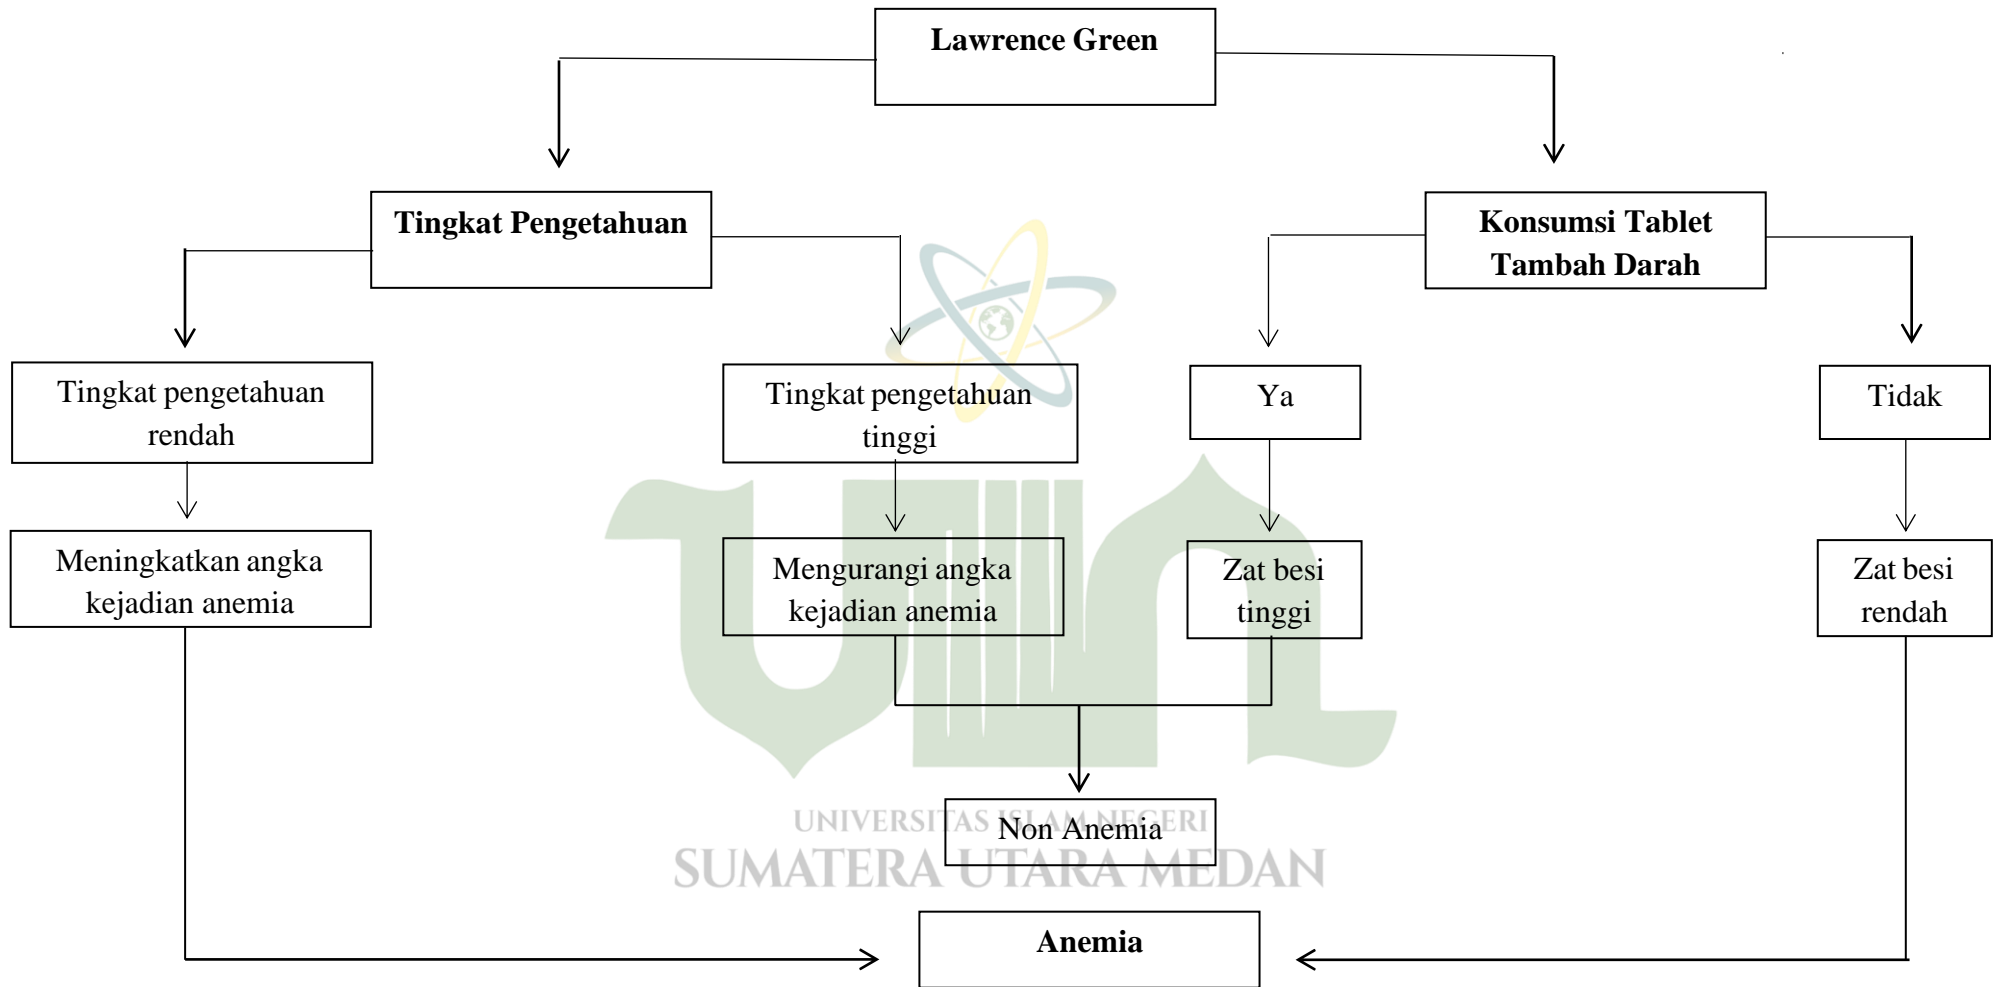 Lawrence Green
Tingkat Pengetahuan
Konsumsi Tablet
Tambah Darah
Tingkat pengetahuan
rendah
Tingkat pengetahuan
tinggi
Ya
Tidak
Meningkatkan angka
kejadian anemia
Mengurangi angka
kejadian anemia
Zat besi
tinggi
Zat besi
rendah
UNIVERSITAS ISLAM NEGERI
Non Anemia
SUMATERA UTARA MEDAN
Anemia